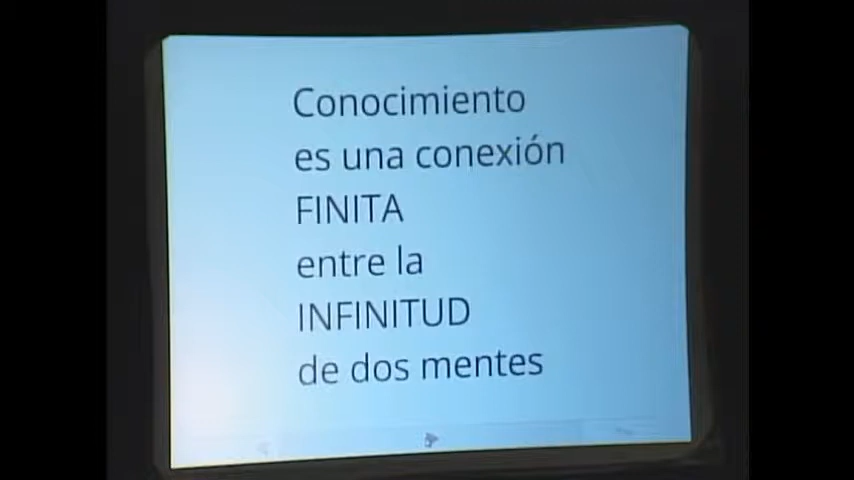 Conocimiento
es una conexión
FINITA
entre la
INFINITUD
de dos mentes